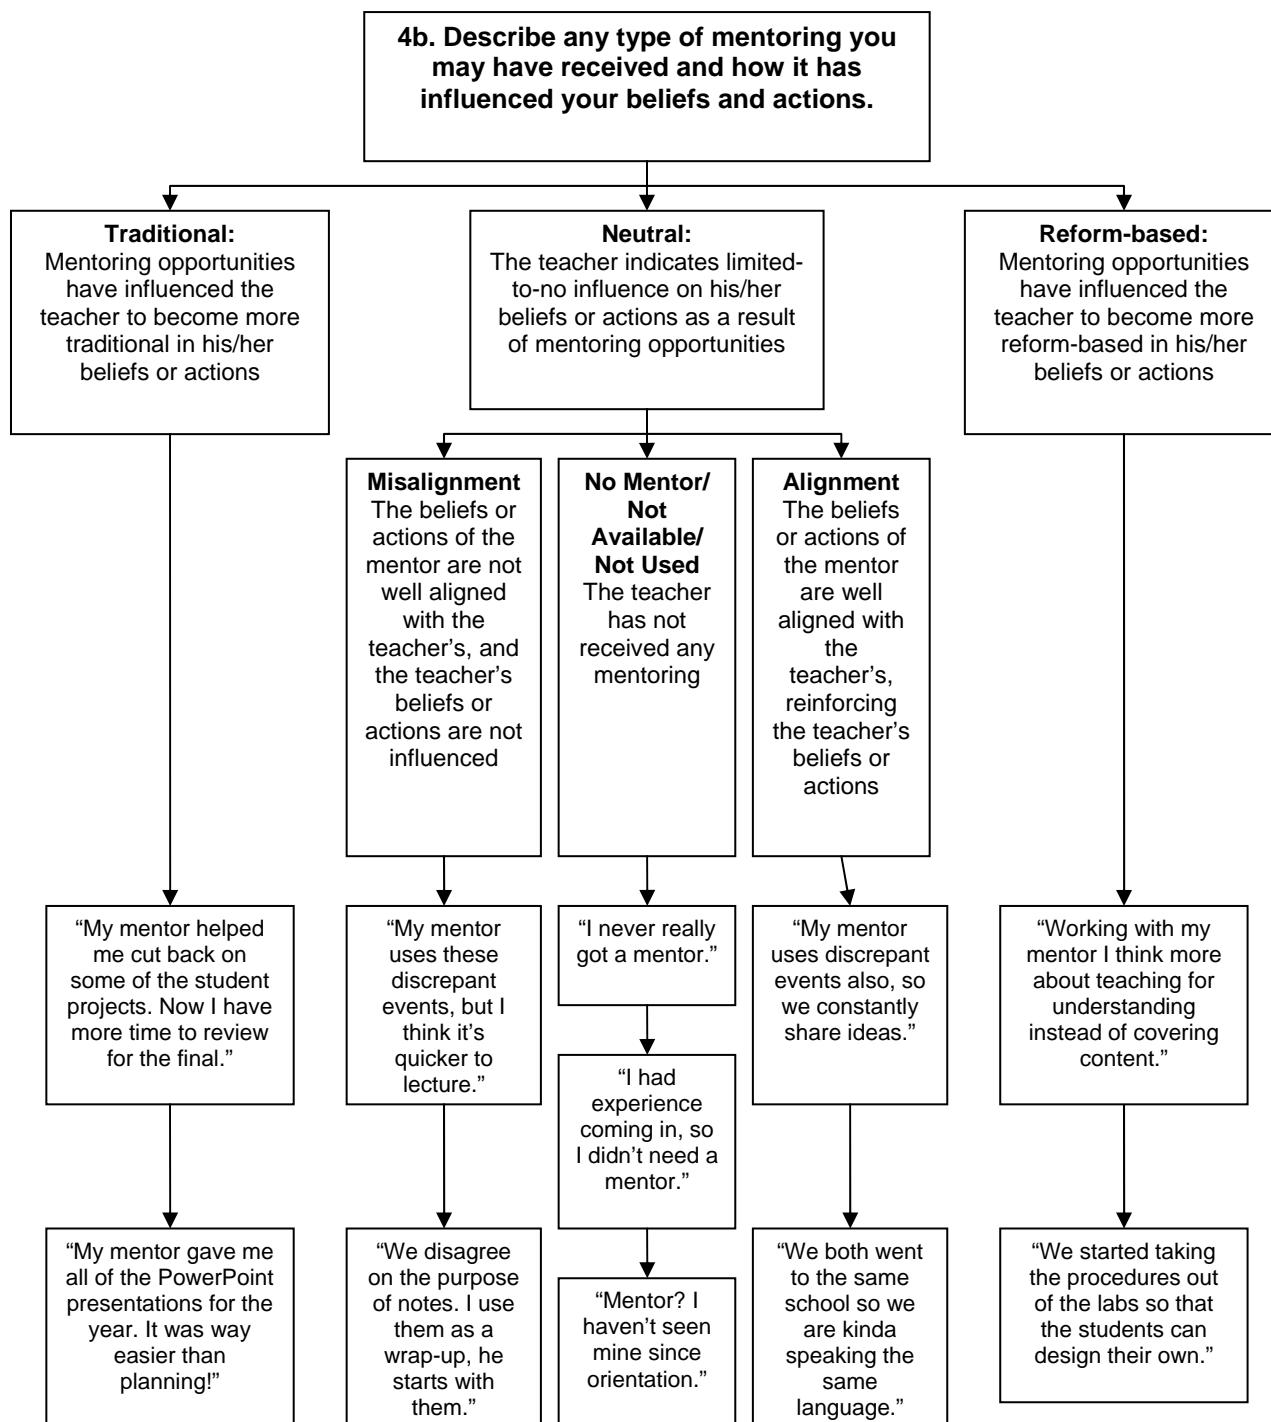 4b. Describe any type of mentoring you
may have received and how it has
influenced your beliefs and actions.
Traditional:
Mentoring opportunities
have influenced the
teacher to become more
traditional in his/her
beliefs or actions
Neutral:
The teacher indicates limited-
to-no influence on his/her
beliefs or actions as a result
of mentoring opportunities
Reform-based:
Mentoring opportunities
have influenced the
teacher to become more
reform-based in his/her
beliefs or actions
Misalignment
The beliefs or
actions of the
mentor are not
well aligned
with the
teacher’s, and
the teacher’s
beliefs or
actions are not
influenced
No Mentor/
Not
Available/
Not Used
The teacher
has not
received any
mentoring
Alignment
The beliefs
or actions of
the mentor
are well
aligned with
the
teacher’s,
reinforcing
the teacher’s
beliefs or
actions
“My mentor helped
me cut back on
some of the student
projects. Now I have
more time to review
for the final.”
“My mentor
uses these
discrepant
events, but I
think it’s
quicker to
lecture.”
“I never really
got a mentor.”
“My mentor
uses discrepant
events also, so
we constantly
share ideas.”
“Working with my
mentor I think more
about teaching for
understanding
instead of covering
content.”
“I had
experience
coming in, so
I didn’t need a
mentor.”
“My mentor gave me
all of the PowerPoint
presentations for the
year. It was way
easier than
planning!”
“We disagree
on the purpose
of notes. I use
them as a
wrap-up, he
starts with
them.”
“Mentor? I
haven’t seen
mine since
orientation.”
“We both went
to the same
school so we
are kinda
speaking the
same
language.”
“We started taking
the procedures out
of the labs so that
the students can
design their own.”